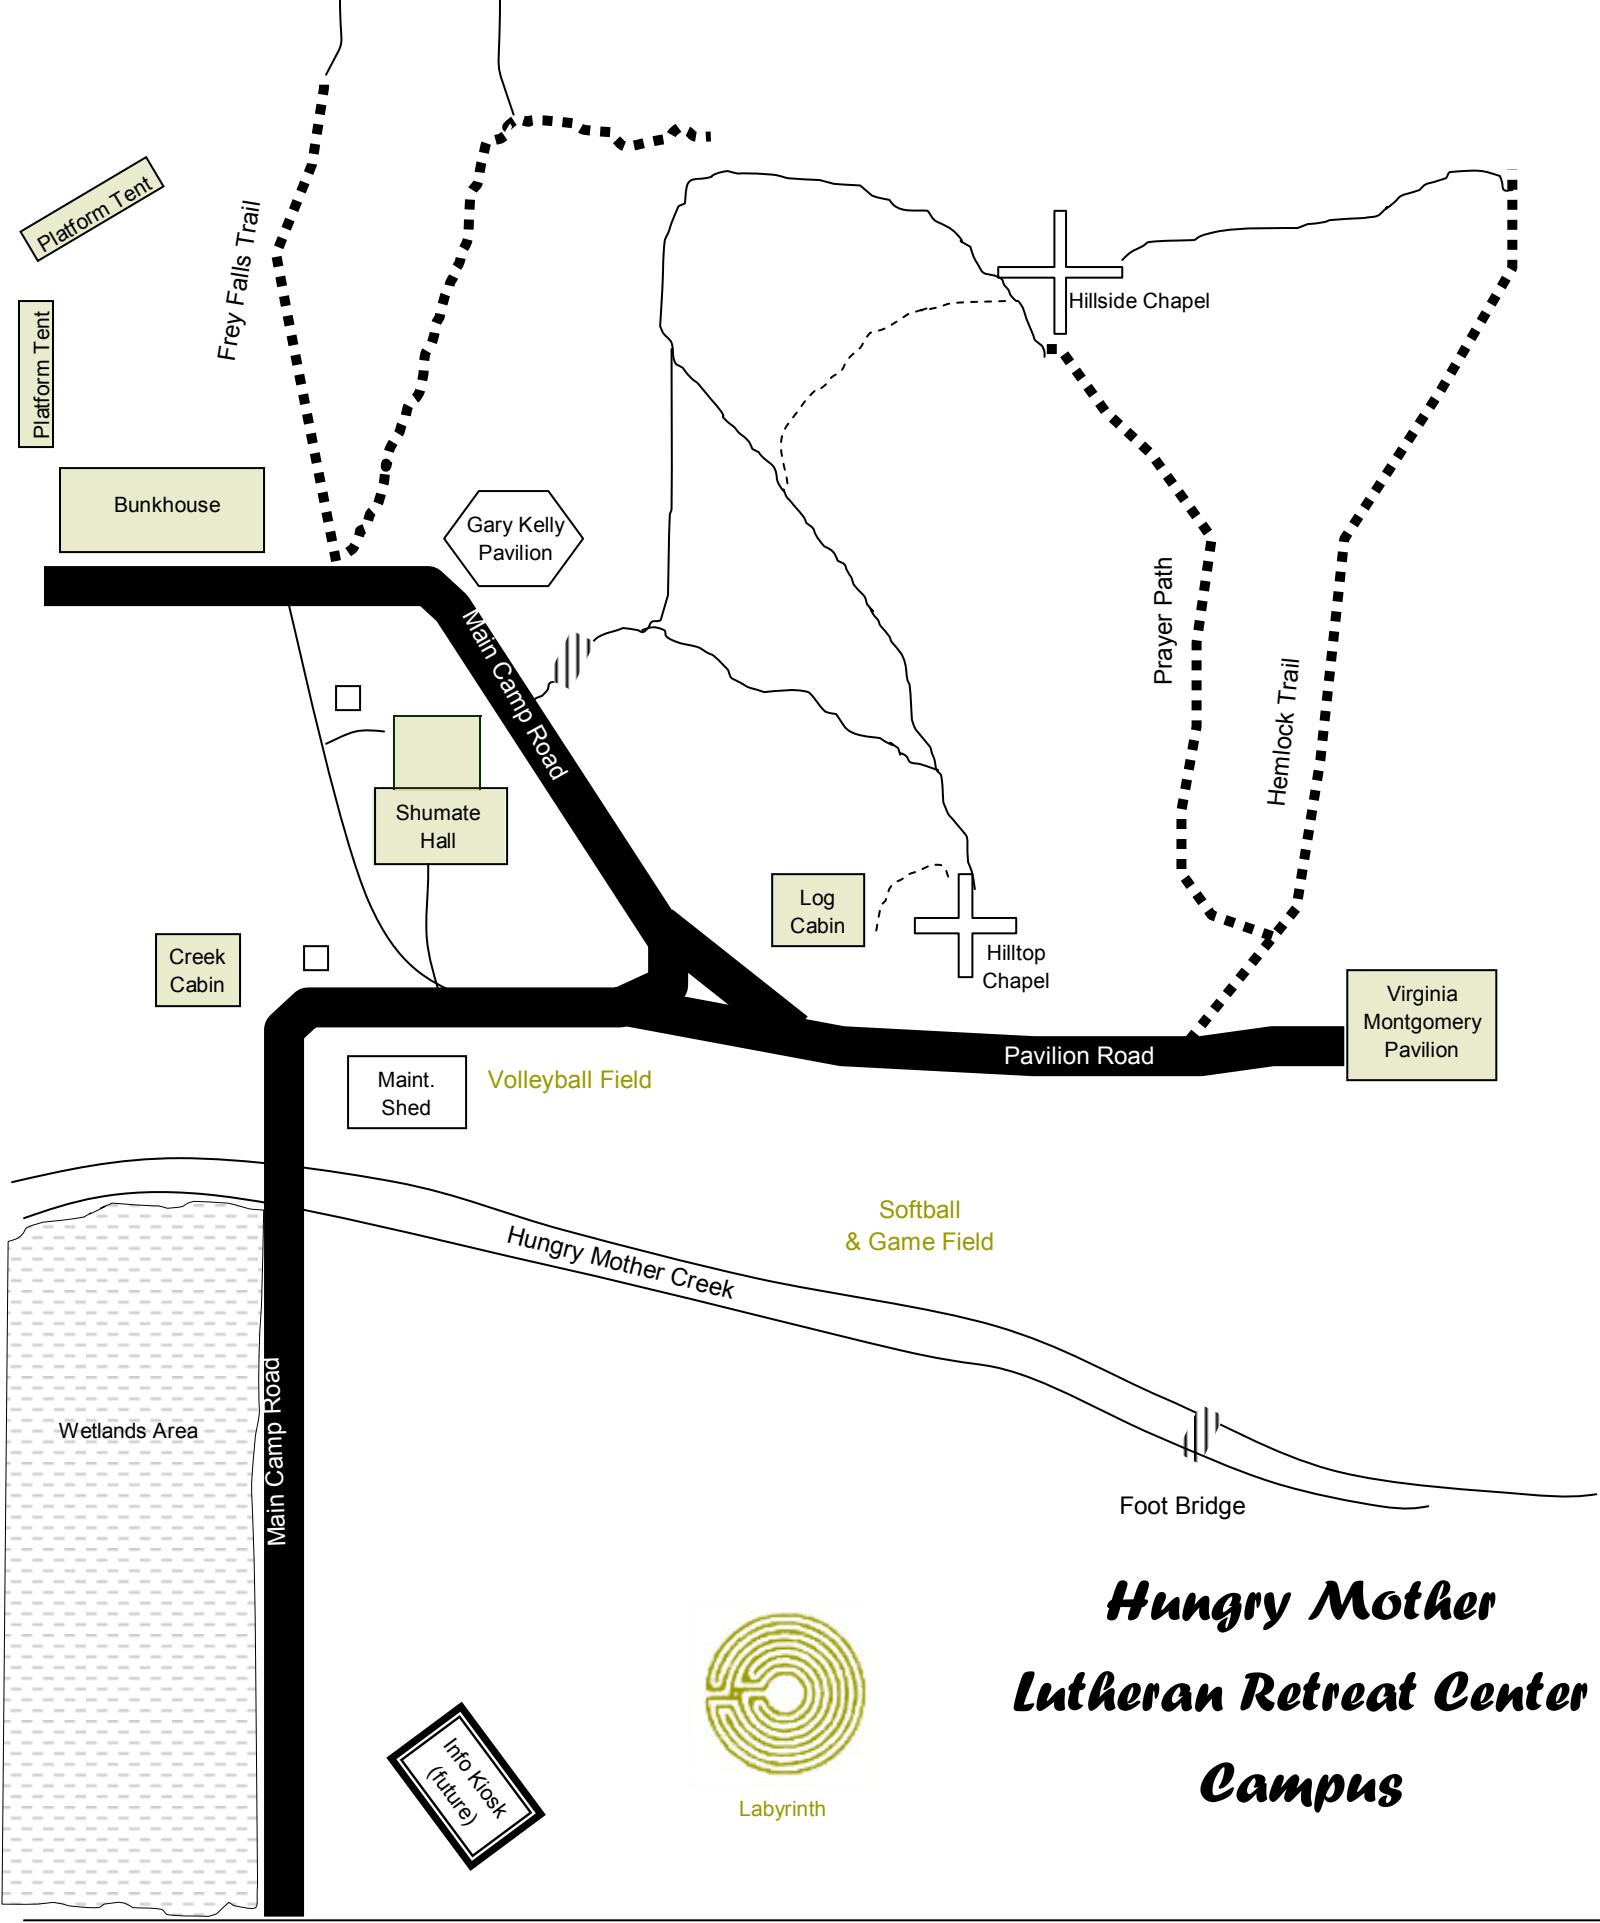 Platform Tent
Frey Falls Trail
Platform Tent
Hillside Chapel
Bunkhouse
Gary Kelly
Pavilion
Main Camp Road
Prayer Path
Hemlock Trail
Shumate
Hall
Log
Cabin
Creek
Cabin
Hilltop
Chapel
Virginia
Montgomery
Pavilion
Pavilion Road
Maint.
Shed
Volleyball Field
Softball
& Game Field
Hungry Mother Creek
Wetlands Area
Main Camp Road
Foot Bridge
Hungry Mother
Lutheran Retreat Center
Campus
Info Kiosk
(future)
Labyrinth